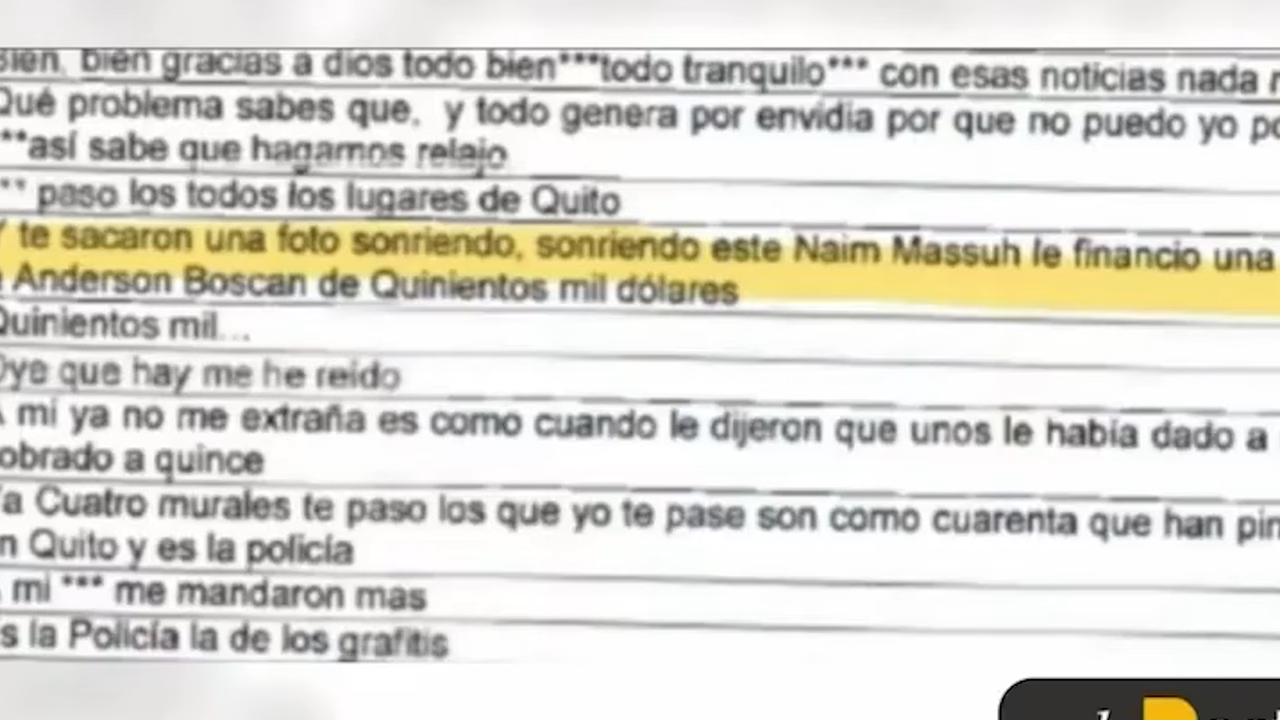 bien gracias a dios todo bien***todo tranquilo*** con esas noticias nada
Qué problema sabes que, y todo genera por envidia por que no puedo yo
**así sabe que hagamos relajo
** paso los todos los lugares de Quito
te sacaron una foto sonriendo, sonriendo este Naim Massuh le financio una
Anderson Boscan de Quinientos mil dólares
Quinientos mil...
Oye que hay me he reido
mí ya no me extraña es como cuando le dijeron que unos le había dado a
obrado a quince
a Cuatro murales te paso los que yo te pase son como cuarenta que han
n Quito y es la policía
mi *** me mandaron mas
s la Policía la de los grafitis